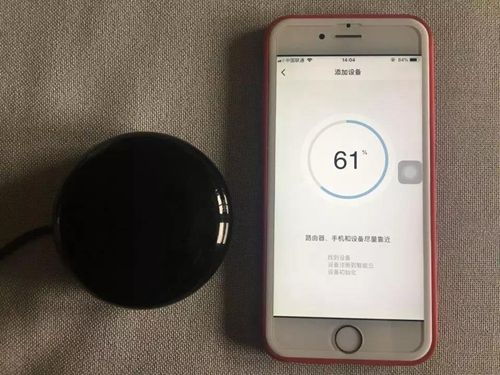 中国联通 14:04 84%
添加设备
61%
路由器、手机和设备尽量靠近
找到设备
设备注册到智能云
设备初始化